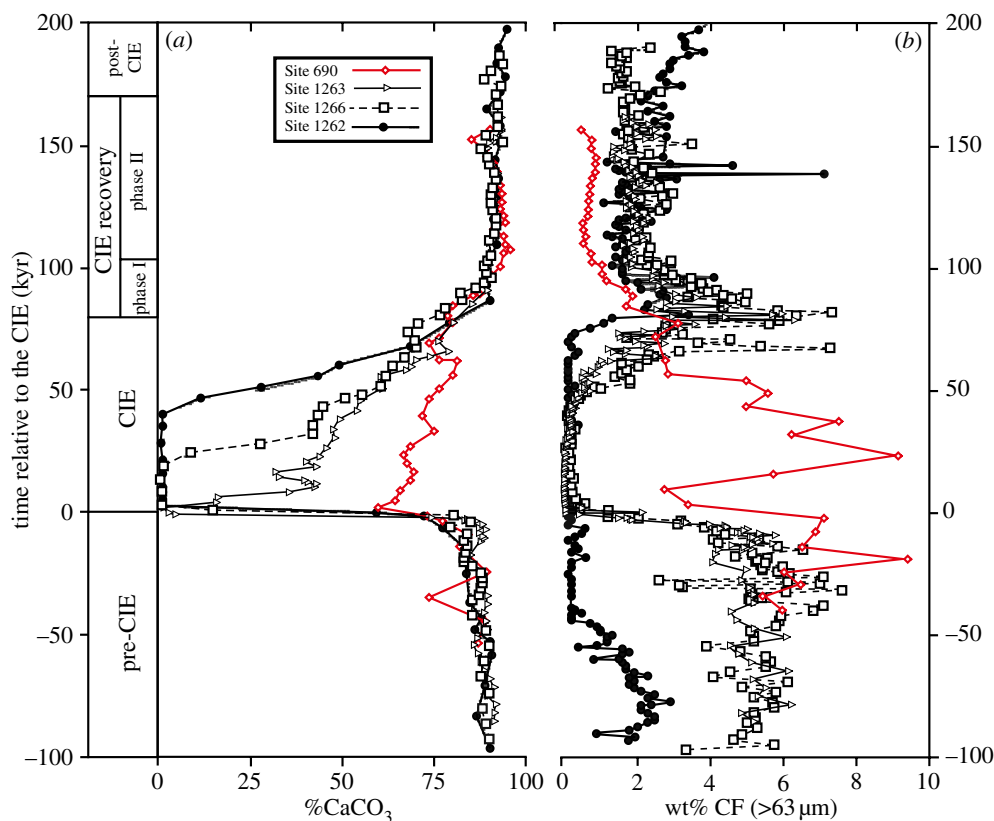 200
(a)
(b)
200
post-
CIE
Site 690
Site 1263
Site 1266
Site 1262
150
150
CIE recovery
phase II
100
100
phase I
time relative to the CIE (kyr)
50
50
CIE
0
0
pre-CIE
−50
−50
−100
−100
0
25
50
75
100
0
2
4
6
8
10
%CaCO3
wt% CF (>63 µm)